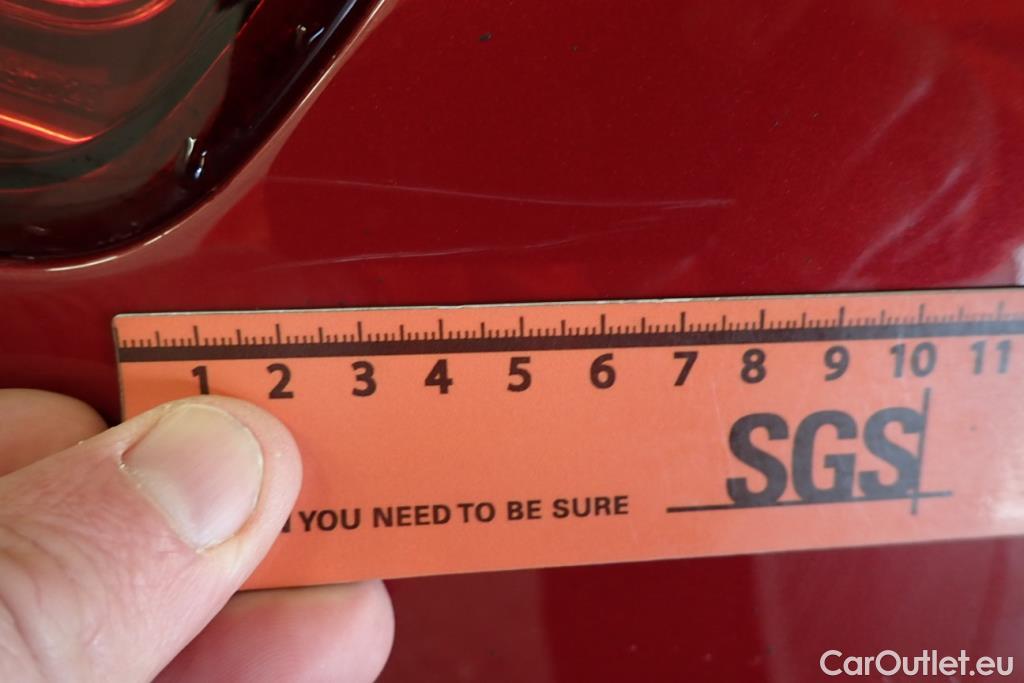 1 2 3 4 5 6 7 8 9 10 11
SGS
YOU NEED TO BE SURE
CarOutlet.eu